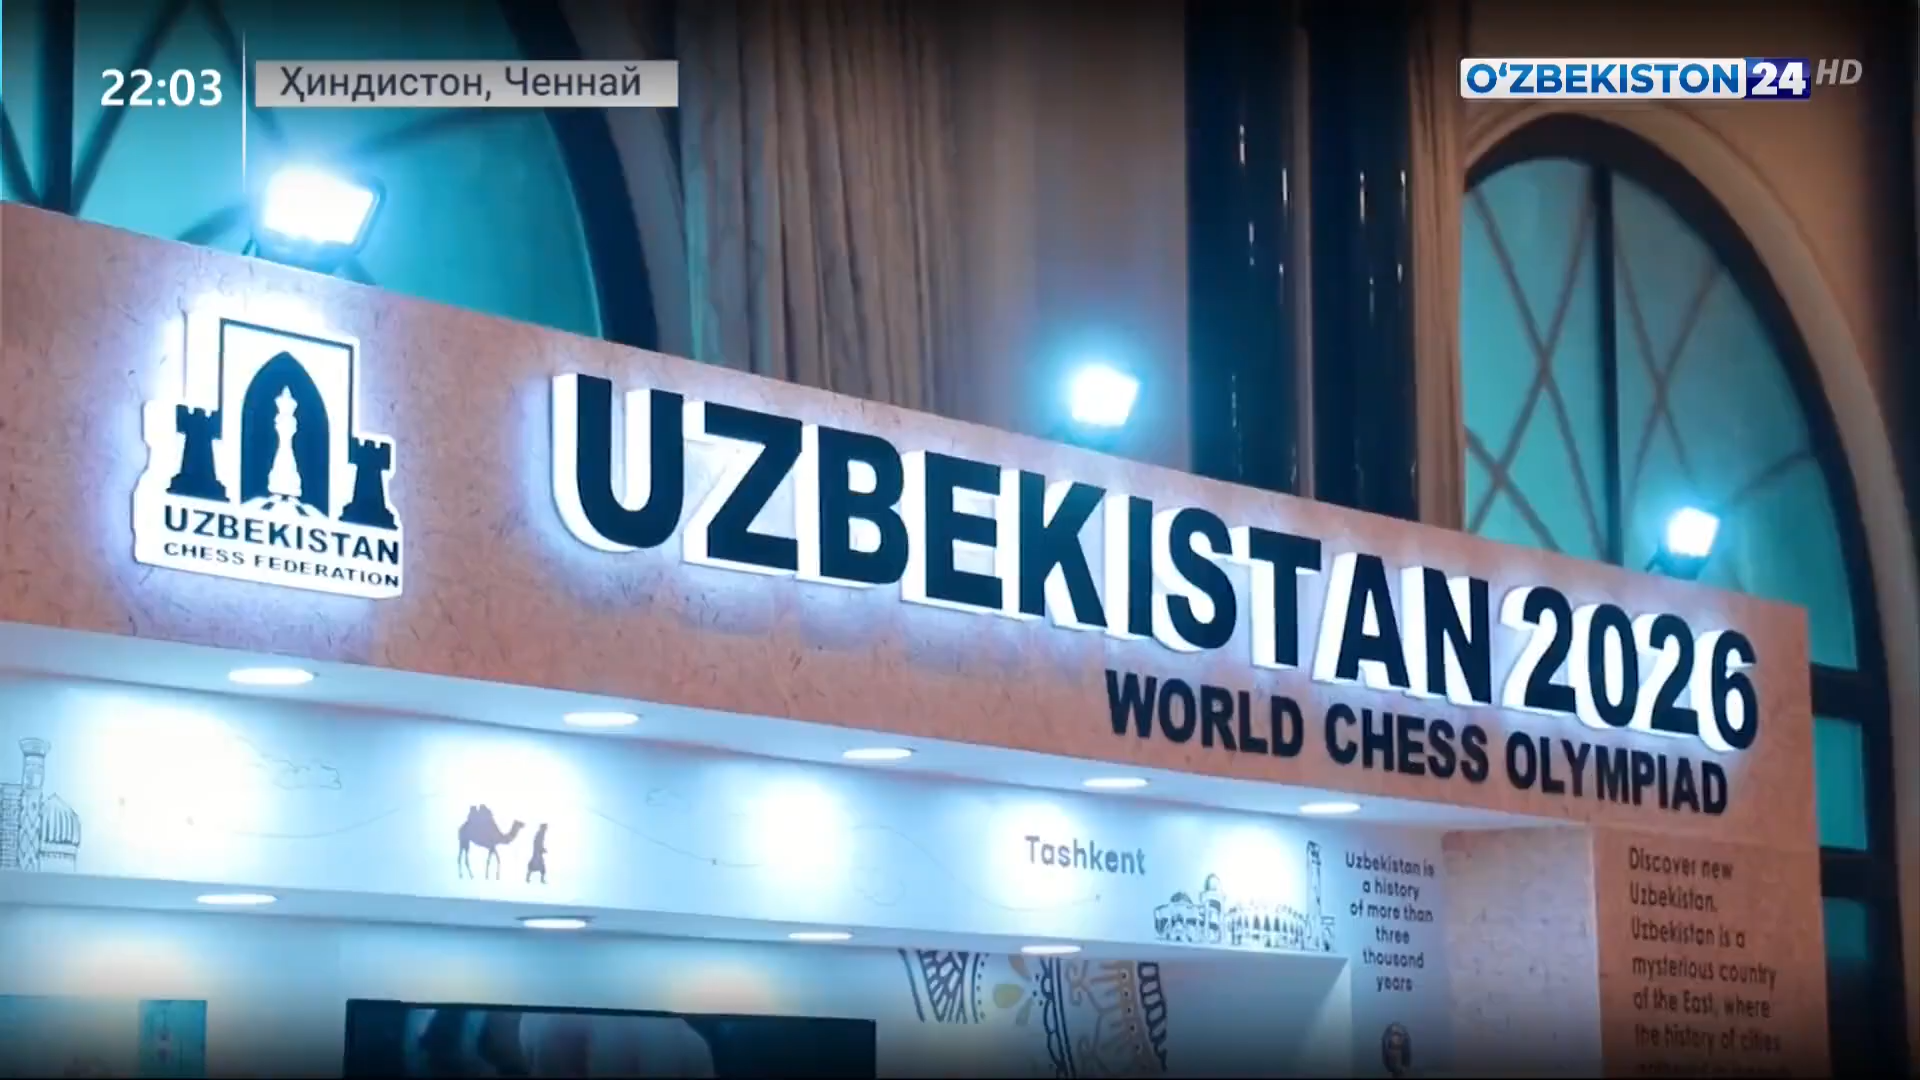 22:03
Ҳиндистон, Ченнай
O‘ZBEKISTON 24 HD
UZBEKISTAN
CHESS FEDERATION
UZBEKISTAN 2026
WORLD CHESS OLYMPIAD
Tashkent
Uzbekistan is
a history
of more than
three
thousand
years
Discover new
Uzbekistan.
Uzbekistan is a
mysterious country
of the East, where
the history of cities